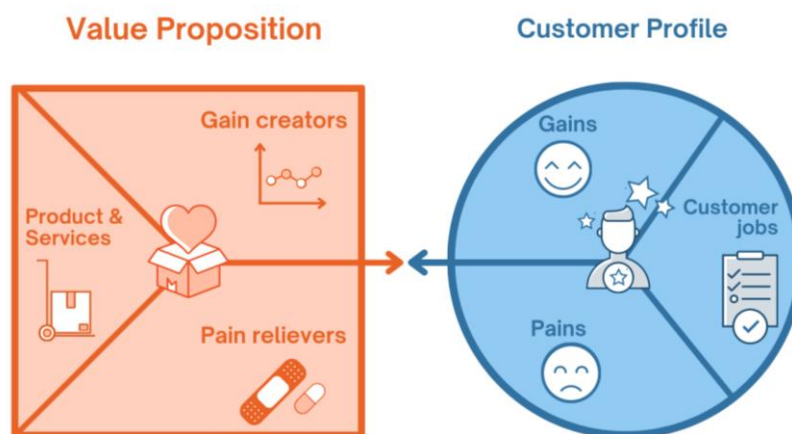 Value Proposition
Customer Profile
Gain creators
Product &
Services
Pain relievers
Gains
Customer
jobs
Pains